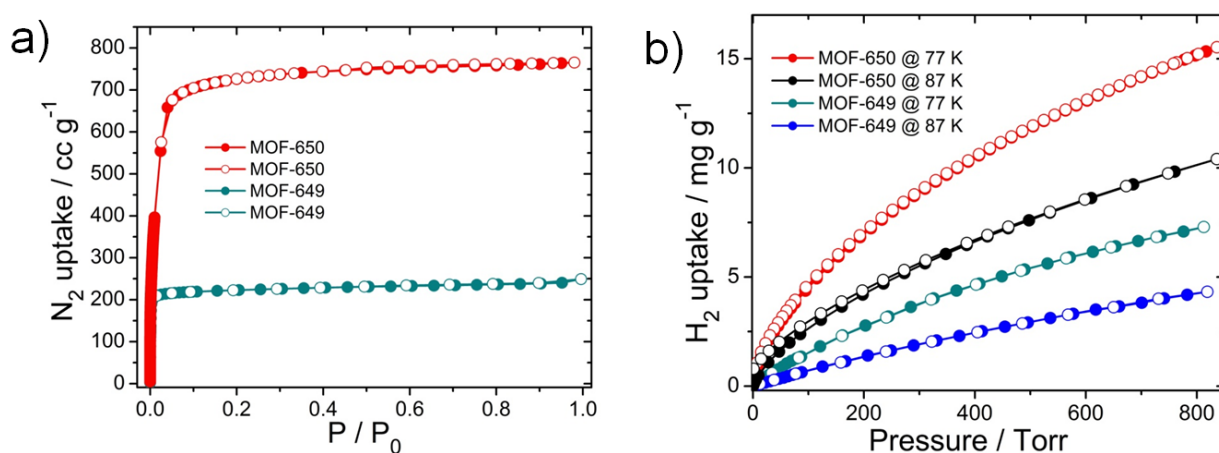 a)
800
700
600
500
400
300
200
100
0
N₂ uptake / cc g⁻¹
MOF-650
MOF-650
MOF-649
MOF-649
0.0 0.2 0.4 0.6 0.8 1.0
P / P₀
b)
15
10
5
0
H₂ uptake / mg g⁻¹
MOF-650 @ 77 K
MOF-650 @ 87 K
MOF-649 @ 77 K
MOF-649 @ 87 K
0 200 400 600 800
Pressure / Torr